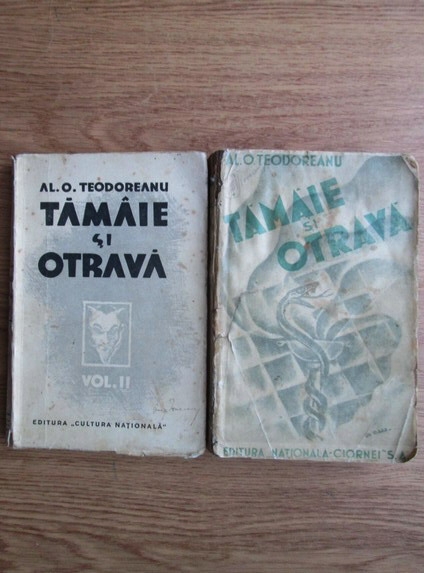 AL. O. TEODOREANU
TĂMÂIE
ȘI
OTRAVĂ
VOL. II
EDITURA „CULTURA NAȚIONALĂ"
AL. O. TEODOREANU
TĂMÂIE
ȘI
OTRAVĂ
EDITURA NAȚIONALA-CIORNEI" S. A.